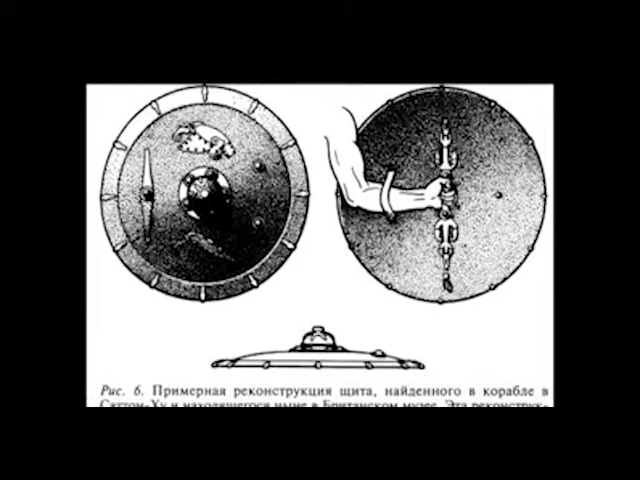 Рис. 6. Примерная реконструкция щита, найденного в корабле в
Саттон-Ху и находящегося ныне в Британском музее. Эта реконструк-